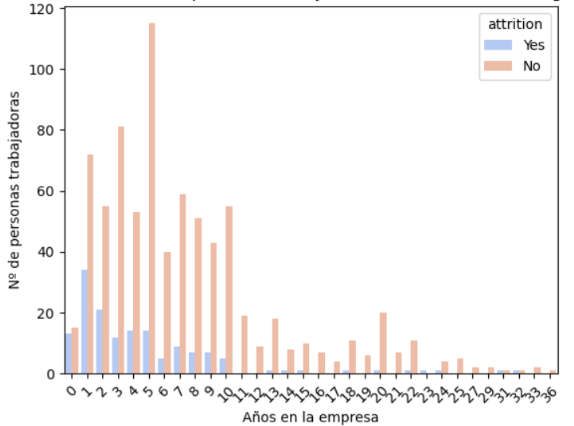 attrition
Yes
No
120
100
80
60
40
20
0
Nº de personas trabajadoras
0 1 2 3 4 5 6 7 8 9 10 11 12 13 14 15 16 17 18 19 20 21 22 23 24 25 27 29 31 32 33 36
Años en la empresa